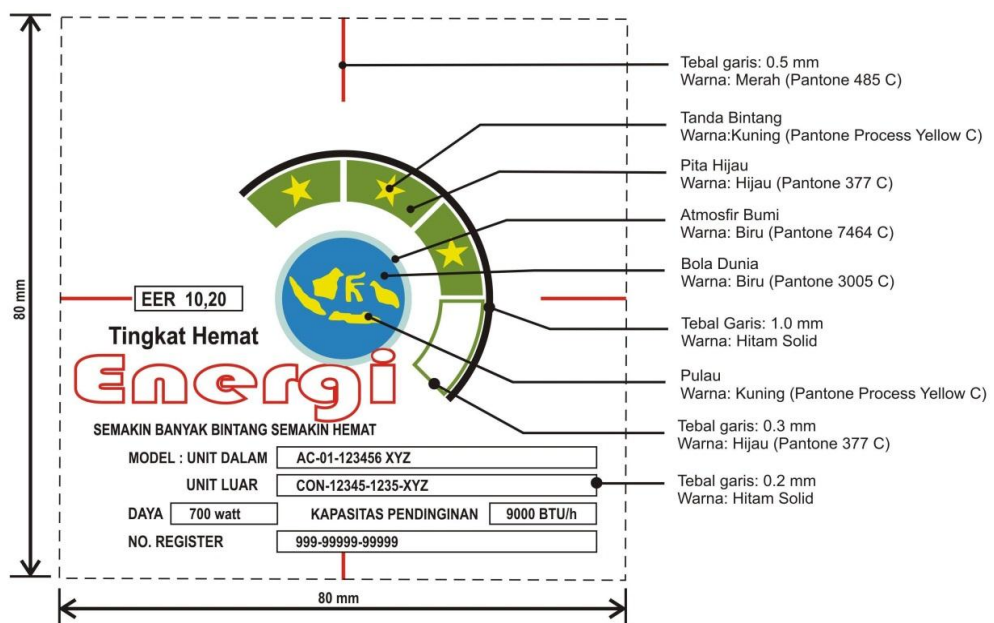 80 mm
EER 10,20
Tingkat Hemat
Energi
SEMAKIN BANYAK BINTANG SEMAKIN HEMAT
MODEL : UNIT DALAM AC-01-123456 XYZ
UNIT LUAR CON-12345-1235-XYZ
DAYA 700 watt KAPASITAS PENDINGINAN 9000 BTU/h
NO. REGISTER 999-99999-99999
80 mm
Tebal garis: 0.5 mm
Warna: Merah (Pantone 485 C)
Tanda Bintang
Warna:Kuning (Pantone Process Yellow C)
Pita Hijau
Warna: Hijau (Pantone 377 C)
Atmosfir Bumi
Warna: Biru (Pantone 7464 C)
Bola Dunia
Warna: Biru (Pantone 3005 C)
Tebal Garis: 1.0 mm
Warna: Hitam Solid
Pulau
Warna: Kuning (Pantone Process Yellow C)
Tebal garis: 0.3 mm
Warna: Hijau (Pantone 377 C)
Tebal garis: 0.2 mm
Warna: Hitam Solid